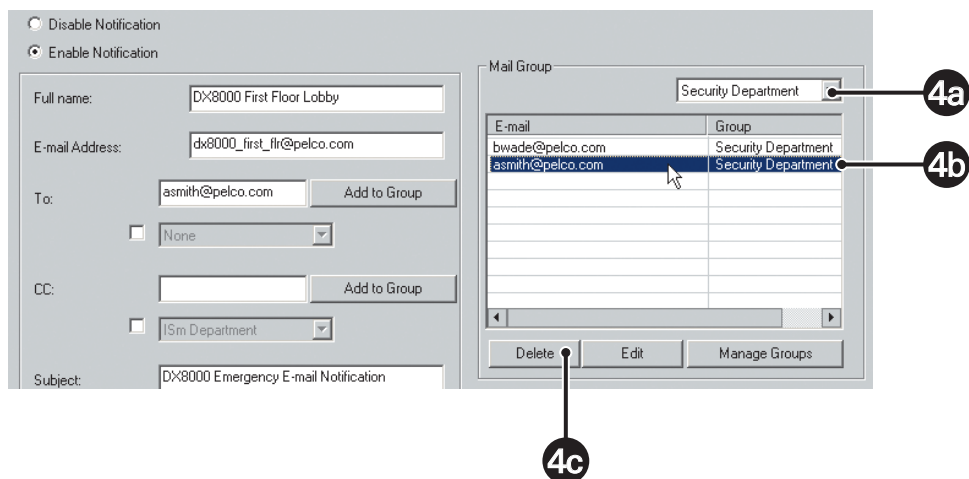 Disable Notification
Enable Notification
Full name:
DX8000 First Floor Lobby
E-mail Address:
dx8000_first_flr@pelco.com
To:
asmith@pelco.com
Add to Group
None
CC:
Add to Group
ISm Department
Subject:
DX8000 Emergency E-mail Notification
Mail Group
Security Department
E-mail
Group
bwade@pelco.com
Security Department
asmith@pelco.com
Security Department
Delete
Edit
Manage Groups
4a
4b
4c